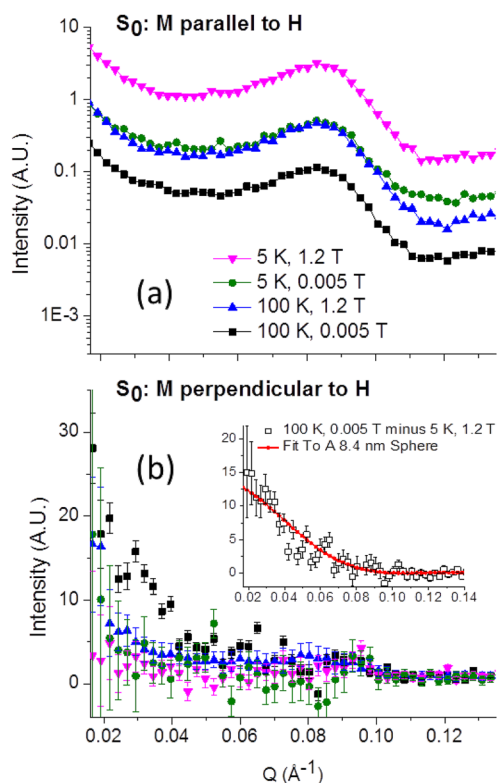 S0: M parallel to H
10
1
0.1
0.01
1E-3
Intensity (A.U.)
(a)
5 K, 1.2 T
5 K, 0.005 T
100 K, 1.2 T
100 K, 0.005 T
S0: M perpendicular to H
30
20
10
0
Intensity (A.U.)
(b)
100 K, 0.005 T minus 5 K, 1.2 T
Fit To A 8.4 nm Sphere
20
15
10
5
0
0.02 0.04 0.06 0.08 0.10 0.12 0.14
0.02 0.04 0.06 0.08 0.10 0.12
Q (Å-1)